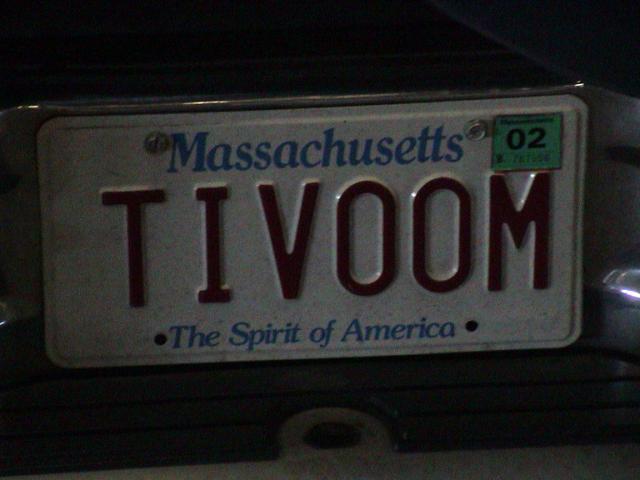 Massachusetts
02
TIVOOM
The Spirit of America